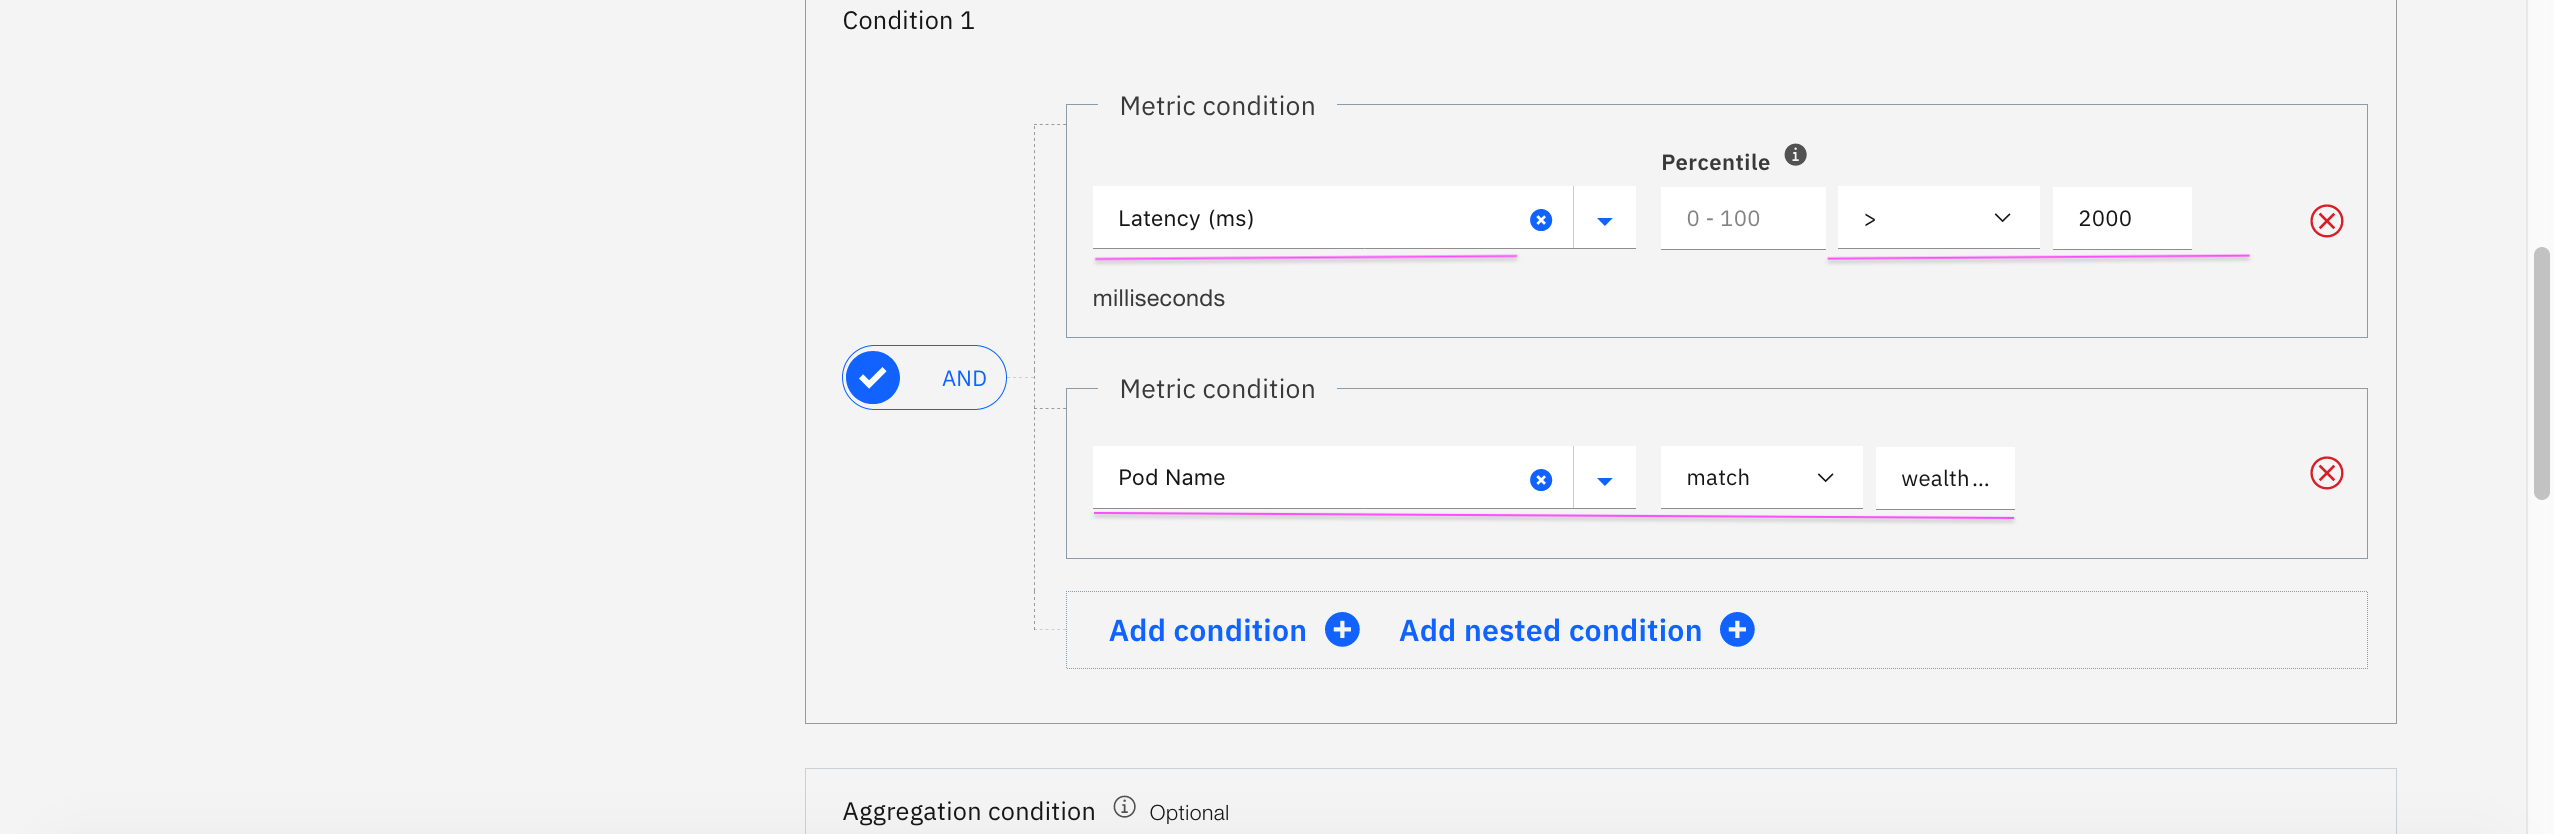 Condition 1
Metric condition
Percentile
Latency (ms)
0 - 100
>
2000
milliseconds
AND
Metric condition
Pod Name
match
wealth...
Add condition
Add nested condition
Aggregation condition
Optional